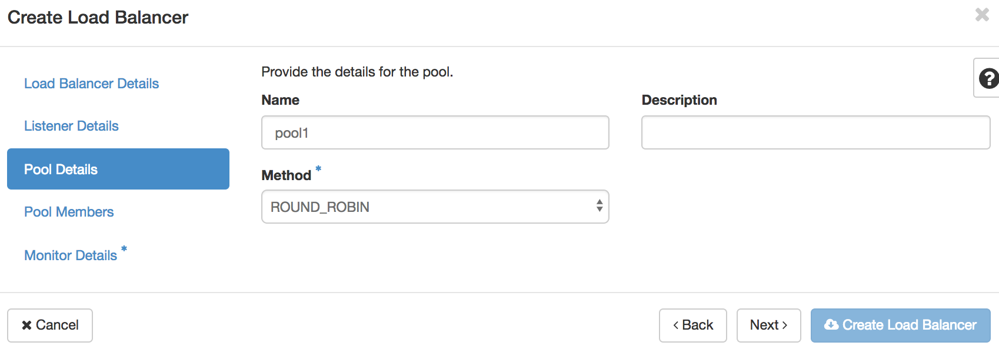 Create Load Balancer
Load Balancer Details
Listener Details
Pool Details
Pool Members
Monitor Details *
Provide the details for the pool.
Name
pool1
Description
Method *
ROUND_ROBIN
Cancel
Back
Next
Create Load Balancer